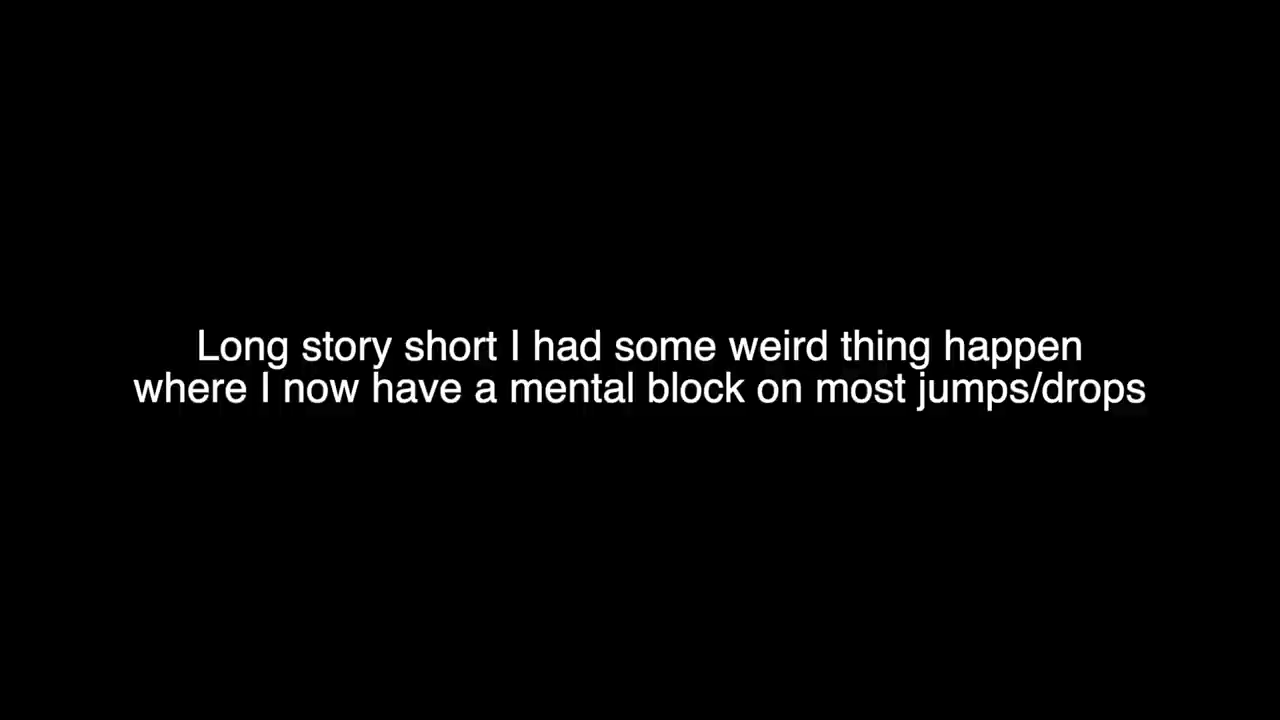 Long story short I had some weird thing happen
where I now have a mental block on most jumps/drops